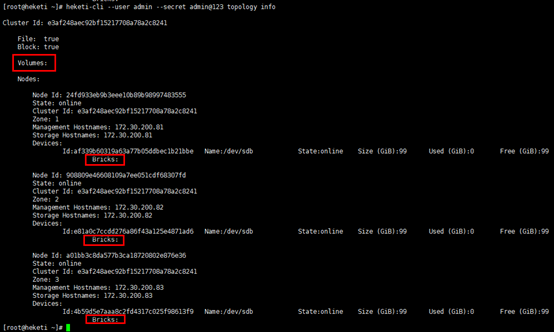 [root@heketi ~]# heketi-cli --user admin --secret admin@123 topology info
Cluster Id: e3af248aec92bf15217708a78a2c8241
File: true
Block: true
Volumes:
Nodes:
Node Id: 24fd933eb9b3eee10b89b98997483555
State: online
Cluster Id: e3af248aec92bf15217708a78a2c8241
Zone: 1
Management Hostnames: 172.30.200.81
Storage Hostnames: 172.30.200.81
Devices:
Id:af339b60319a63a77b05ddbec1b21bbe Name:/dev/sdb State:online Size (GiB):99 Used (GiB):0 Free (GiB):99
Bricks:
Node Id: 908809e46608109a7ee051cdf68307fd
State: online
Cluster Id: e3af248aec92bf15217708a78a2c8241
Zone: 2
Management Hostnames: 172.30.200.82
Storage Hostnames: 172.30.200.82
Devices:
Id:e81a0c7ccdd276a86f43a125e4871ad6 Name:/dev/sdb State:online Size (GiB):99 Used (GiB):0 Free (GiB):99
Bricks:
Node Id: a01bb3c8da577b3ca18720802e876e36
State: online
Cluster Id: e3af248aec92bf15217708a78a2c8241
Zone: 3
Management Hostnames: 172.30.200.83
Storage Hostnames: 172.30.200.83
Devices:
Id:4b59d5e7aaa8c2fd4317c025f98613f9 Name:/dev/sdb State:online Size (GiB):99 Used (GiB):0 Free (GiB):99
Bricks:
[root@heketi ~]#